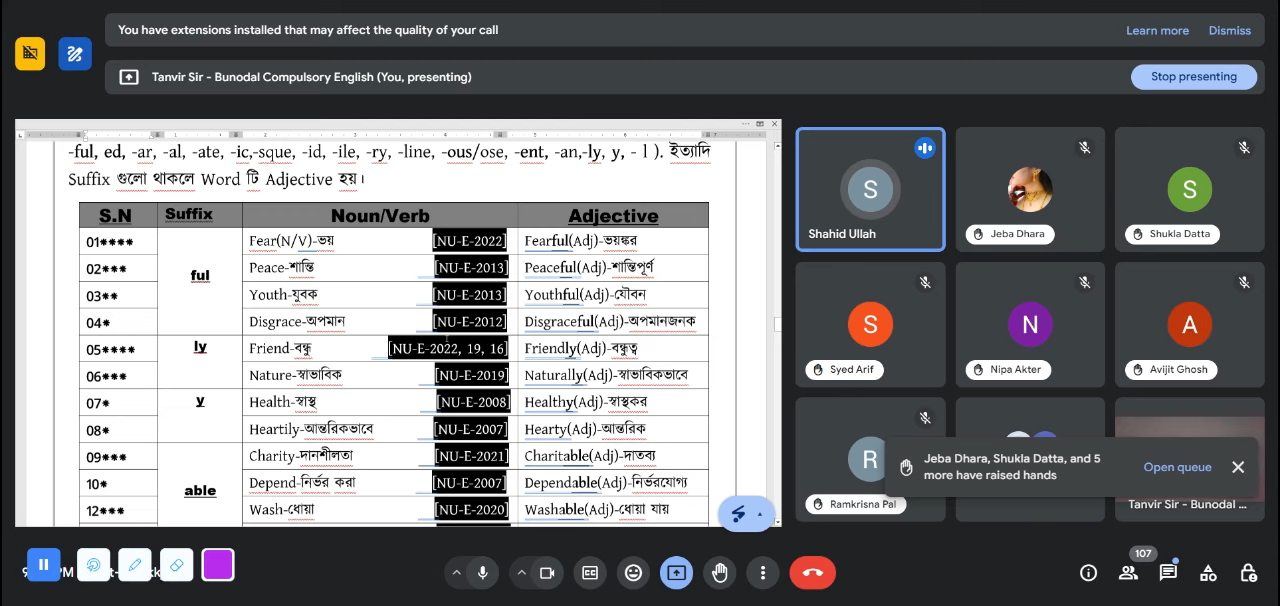 You have extensions installed that may affect the quality of your call
Learn more
Dismiss
Tanvir Sir - Bunodal Compulsory English (You, presenting)
Stop presenting
-ful, ed, -ar, -al, -ate, -ic,-sque, -id, -ile, -ry, -line, -ous/ose, -ent, -an,-ly, y, - l ). ইত্যাদি
Suffix গুলো থাকলে Word টি Adjective হয়।
S.N Suffix Noun/Verb Adjective
01**** Fear(N/V)-ভয় [NU-E-2022] Fearful(Adj)-ভয়ঙ্কর
02*** Peace-শান্তি [NU-E-2013] Peaceful(Adj)-শান্তিপূর্ণ
ful
03** Youth-যুবক [NU-E-2013] Youthful(Adj)-যৌবন
04* Disgrace-অপমান [NU-E-2012] Disgraceful(Adj)-অপমানজনক
05**** ly Friend-বন্ধু [NU-E-2022, 19, 16] Friendly(Adj)-বন্ধুত্ব
06*** Nature-স্বাভাবিক [NU-E-2019] Naturally(Adj)-স্বাভাবিকভাবে
07* y Health-স্বাস্থ [NU-E-2008] Healthy(Adj)-স্বাস্থকর
08* Heartily-আন্তরিকভাবে [NU-E-2007] Hearty(Adj)-আন্তরিক
09*** Charity-দানশীলতা [NU-E-2021] Charitable(Adj)-দাতব্য
10* able Depend-নির্ভর করা [NU-E-2007] Dependable(Adj)-নির্ভরযোগ্য
12*** Wash-ধোয়া [NU-E-2020] Washable(Adj)-ধোয়া যায়
S
Shahid Ullah
Jeba Dhara
S
Shukla Datta
S
Syed Arif
N
Nipa Akter
A
Avijit Ghosh
R
Ramkrisna Pal
Jeba Dhara, Shukla Datta, and 5
more have raised hands
Open queue
Tanvir Sir - Bunodal ...
107